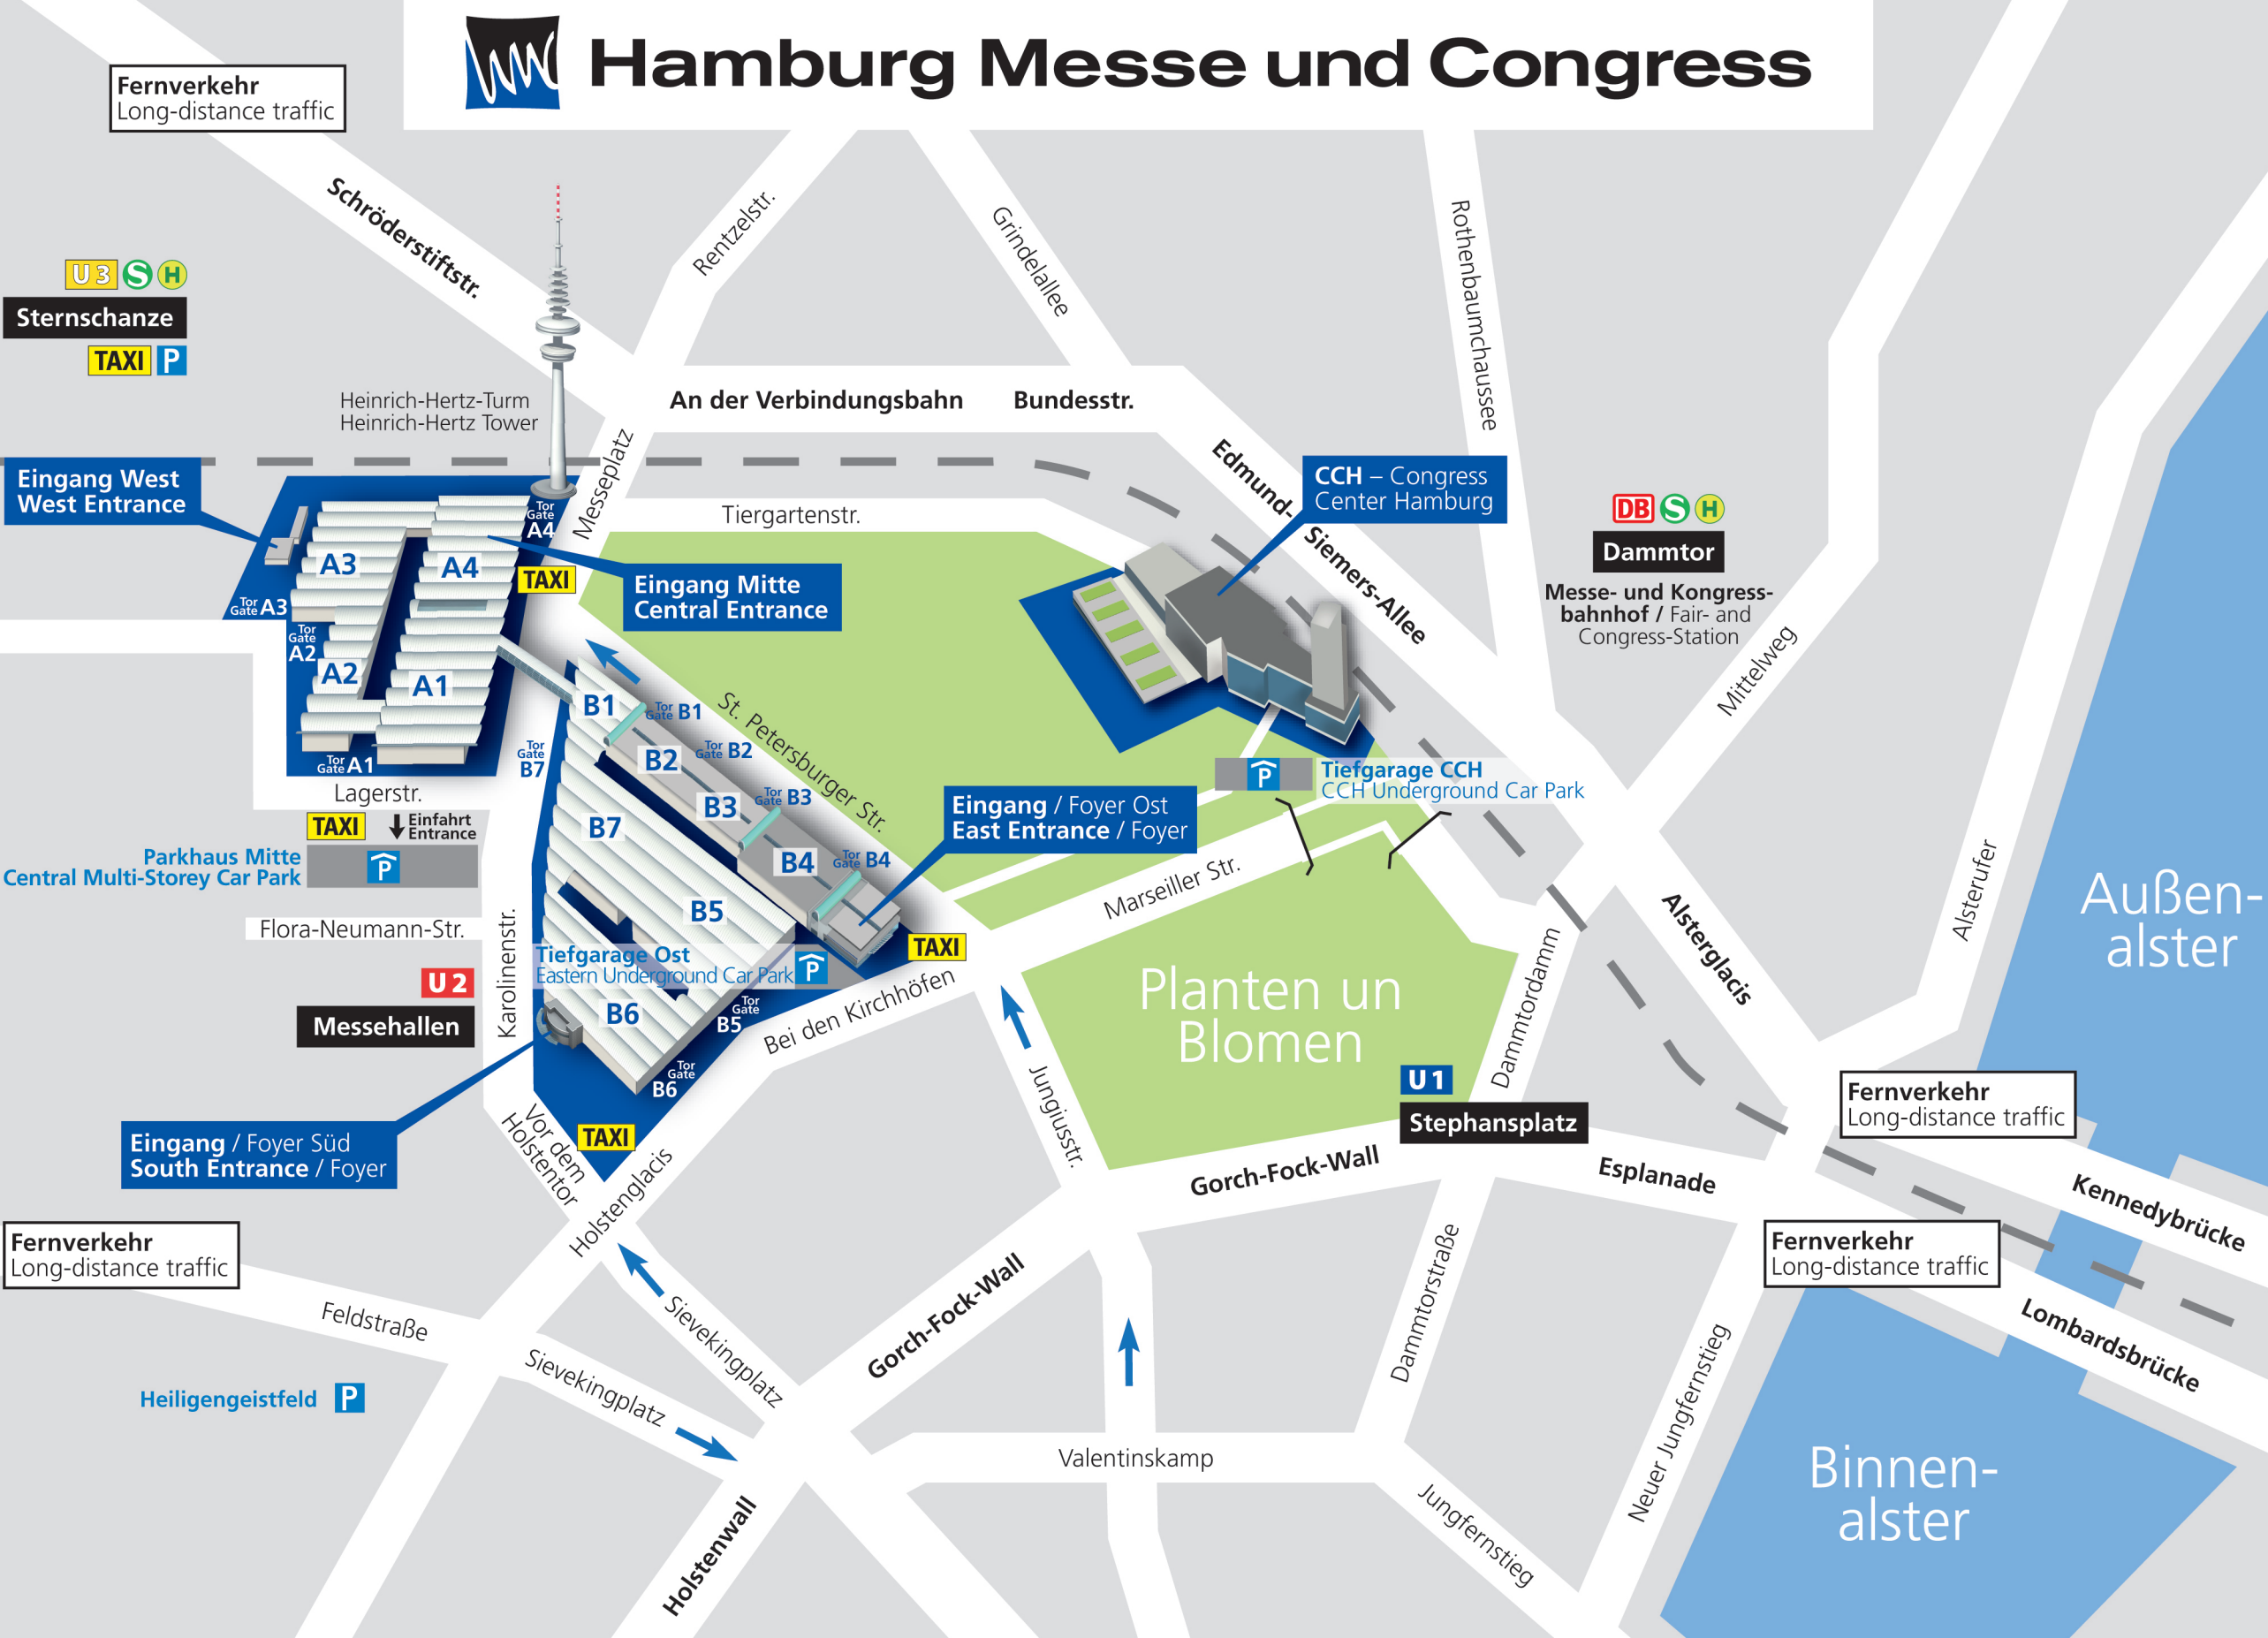 Hamburg Messe und Congress
Fernverkehr
Long-distance traffic
Schröderstiftstr.
Rentzelstr.
Grindelallee
Rothenbaumchaussee
U3 S H
Sternschanze
TAXI P
Heinrich-Hertz-Turm
Heinrich-Hertz Tower
An der Verbindungsbahn
Bundesstr.
Edmund-
Siemers-Allee
Messeplatz
Eingang West
West Entrance
CCH – Congress
Center Hamburg
Tiergartenstr.
DB S H
Dammtor
Messe- und Kongress-
bahnhof / Fair- and
Congress-Station
Mittelweg
Tor
Gate
A4
A3
A4
TAXI
Eingang Mitte
Central Entrance
Tor
Gate A3
Tor
Gate
A2
A2
A1
Tor
Gate A1
B1
Tor
Gate B1
St. Petersburger Str.
B2
Tor
Gate B2
Tor
Gate
B7
B3
Tor
Gate B3
B7
B4
Tor
Gate B4
B5
P
Tiefgarage CCH
CCH Underground Car Park
Lagerstr.
TAXI
Einfahrt
Entrance
Parkhaus Mitte
Central Multi-Storey Car Park
P
Eingang / Foyer Ost
East Entrance / Foyer
Marseiller Str.
Flora-Neumann-Str.
Karolinenstr.
Tiefgarage Ost
Eastern Underground Car Park
P
TAXI
U2
Messehallen
B6
Tor
Gate
B5
Tor
Gate
B6
Bei den Kirchhöfen
Planten un
Blomen
Jungiusstr.
Dammtordamm
Alsterglacis
Alsterufer
Außen-
alster
U1
Stephansplatz
Eingang / Foyer Süd
South Entrance / Foyer
TAXI
Vor dem
Holstentor
Holstenglacis
Gorch-Fock-Wall
Esplanade
Fernverkehr
Long-distance traffic
Kennedybrücke
Fernverkehr
Long-distance traffic
Fernverkehr
Long-distance traffic
Lombardsbrücke
Feldstraße
Sievekingplatz
Sievekingplatz
Gorch-Fock-Wall
Dammtorstraße
Neuer Jungfernstieg
Heiligengeistfeld P
Valentinskamp
Jungfernstieg
Holstenwall
Binnen-
alster